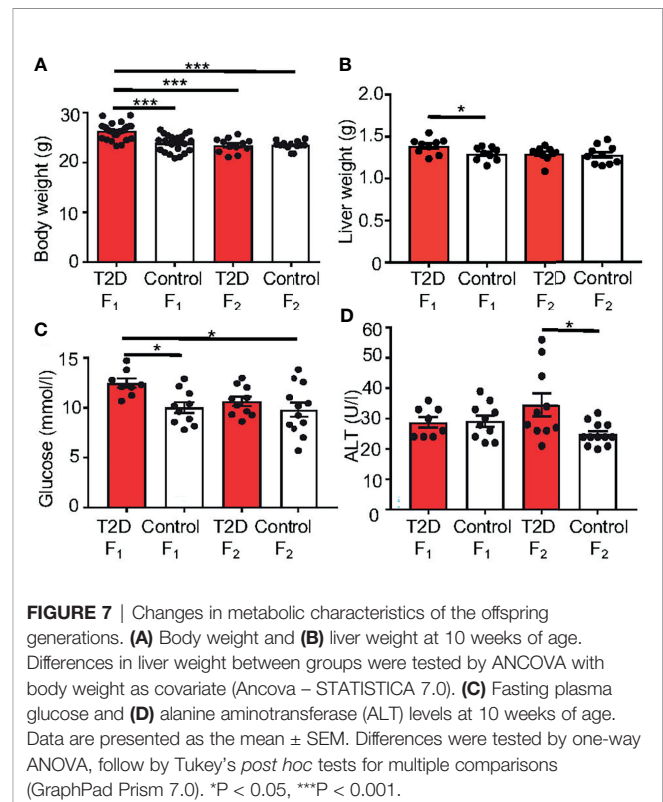 A
B
***
***
***
*
Body weight (g)
30
20
10
0
T2D Control T2D Control
F1 F1 F2 F2
Liver weight (g)
2.0
1.5
1.0
0.5
0.0
T2D Control T2D Control
F1 F1 F2 F2
C
D
*
*
*
Glucose (mmol/l)
15
10
5
0
T2D Control T2D Control
F1 F1 F2 F2
ALT (U/l)
60
50
40
30
20
10
0
T2D Control T2D Control
F1 F1 F2 F2
FIGURE 7 | Changes in metabolic characteristics of the offspring
generations. (A) Body weight and (B) liver weight at 10 weeks of age.
Differences in liver weight between groups were tested by ANCOVA with
body weight as covariate (Ancova – STATISTICA 7.0). (C) Fasting plasma
glucose and (D) alanine aminotransferase (ALT) levels at 10 weeks of age.
Data are presented as the mean ± SEM. Differences were tested by one-way
ANOVA, follow by Tukey's post hoc tests for multiple comparisons
(GraphPad Prism 7.0). *P < 0.05, ***P < 0.001.